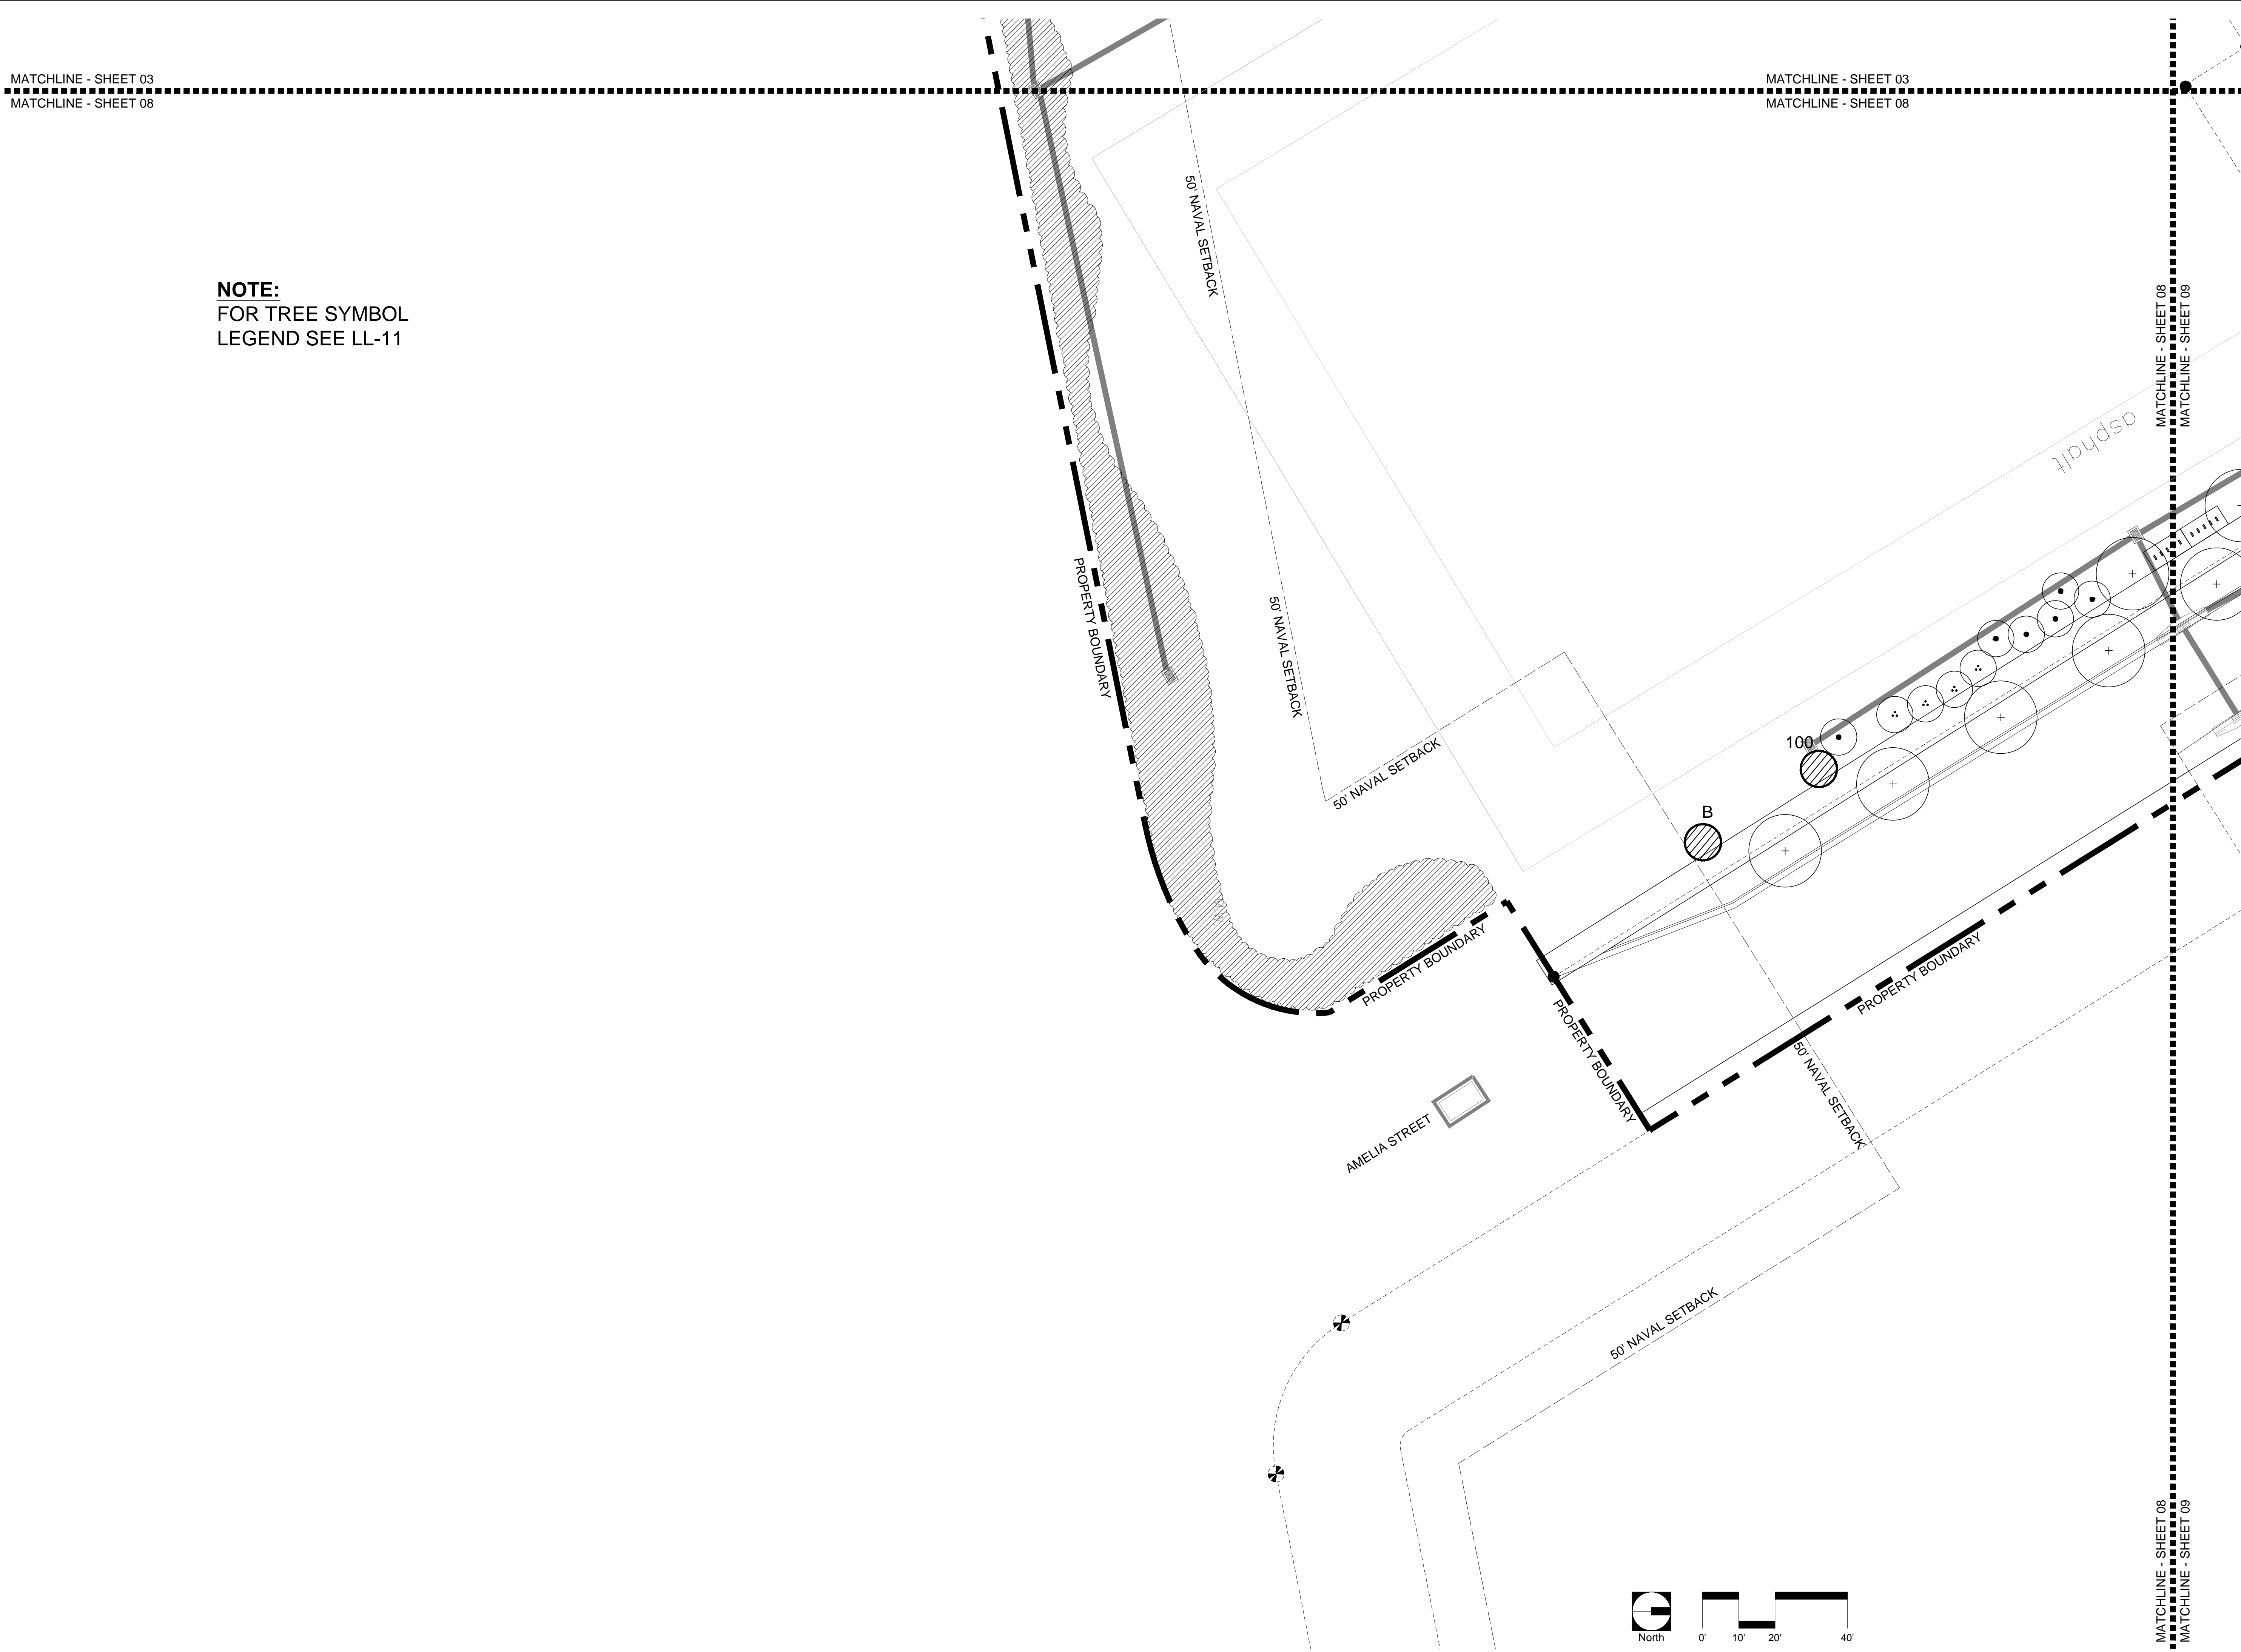 MATCHLINE - SHEET 03
MATCHLINE - SHEET 08
MATCHLINE - SHEET 03
MATCHLINE - SHEET 08
NOTE:
FOR TREE SYMBOL
LEGEND SEE LL-11
50' NAVAL SETBACK
MATCHLINE - SHEET 08
MATCHLINE - SHEET 09
asphalt
PROPERTY BOUNDARY
50' NAVAL SETBACK
50' NAVAL SETBACK
100
B
PROPERTY BOUNDARY
PROPERTY BOUNDARY
PROPERTY BOUNDARY
50' NAVAL SETBACK
AMELIA STREET
50' NAVAL SETBACK
MATCHLINE - SHEET 08
MATCHLINE - SHEET 09
North
0' 10' 20' 40'